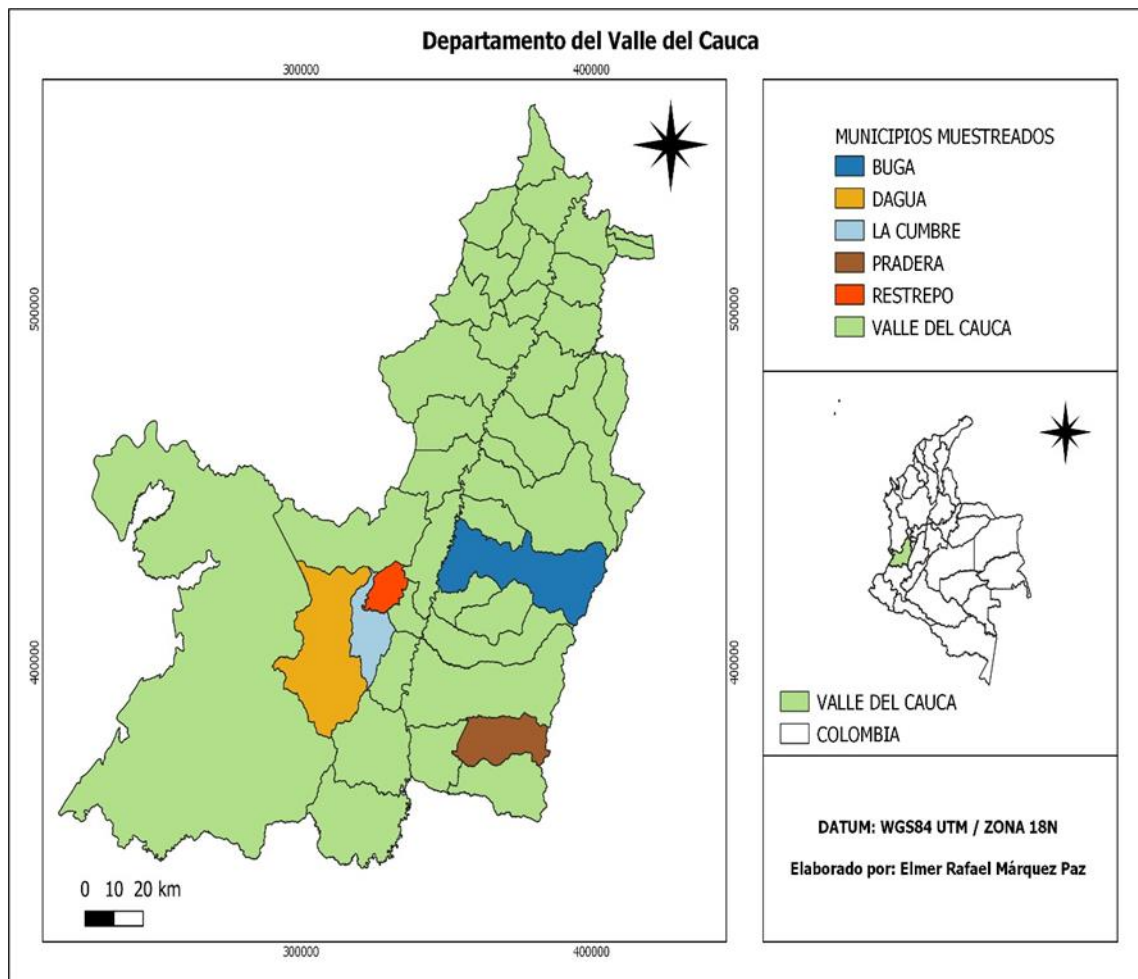 Departamento del Valle del Cauca
300000
400000
500000
500000
400000
400000
0 10 20 km
300000
400000
MUNICIPIOS MUESTREADOS
BUGA
DAGUA
LA CUMBRE
PRADERA
RESTREPO
VALLE DEL CAUCA
VALLE DEL CAUCA
COLOMBIA
DATUM: WGS84 UTM / ZONA 18N
Elaborado por: Elmer Rafael Márquez Paz